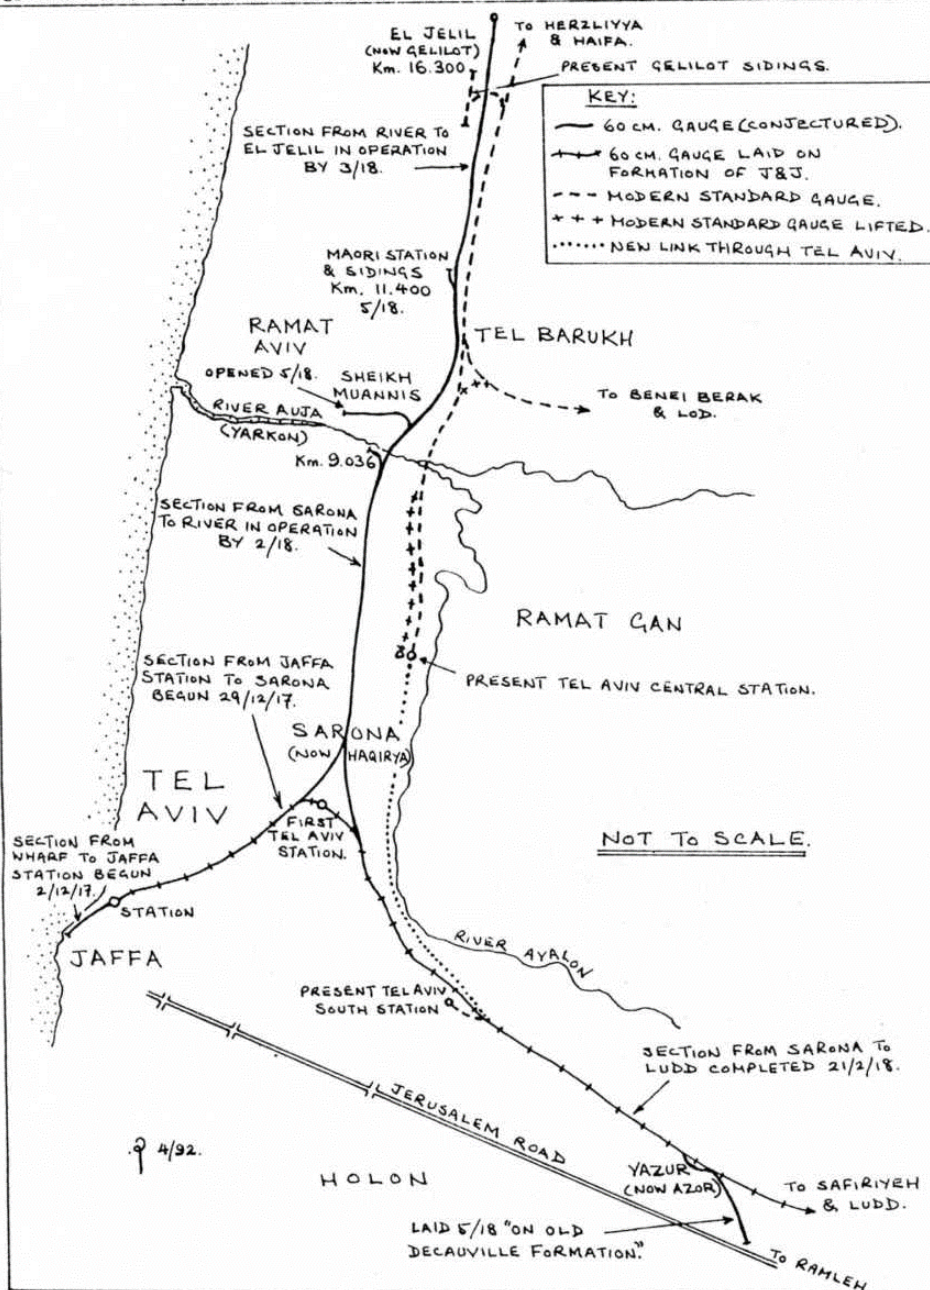 EL JELIL
(NOW GELILOT)
Km. 16.300
TO HERZLIYYA
& HAIFA.
PRESENT GELILOT SIDINGS.
KEY:
60 CM. GAUGE (CONJECTURED).
60 CM. GAUGE LAID ON
FORMATION OF J&J.
MODERN STANDARD GAUGE.
MODERN STANDARD GAUGE LIFTED.
NEW LINK THROUGH TEL AVIV.
SECTION FROM RIVER TO
EL JELIL IN OPERATION
BY 3/18.
MAORI STATION
& SIDINGS
Km. 11.400
5/18.
RAMAT
AVIV
TEL BARUKH
OPENED 5/18.
SHEIKH
MUANNIS
TO BENEI BERAK
& LOD.
RIVER AUJA
(YARKON)
Km. 9.036
SECTION FROM SARONA
TO RIVER IN OPERATION
BY 2/18.
RAMAT GAN
SECTION FROM JAFFA
STATION TO SARONA
BEGUN 29/12/17.
PRESENT TEL AVIV CENTRAL STATION.
SARONA
(NOW HAQIRYA)
TEL
AVIV
FIRST
TEL AVIV
STATION.
NOT TO SCALE.
SECTION FROM
WHARF TO JAFFA
STATION BEGUN
2/12/17.
STATION
JAFFA
RIVER AYALON
PRESENT TEL AVIV
SOUTH STATION
SECTION FROM SARONA TO
LUDD COMPLETED 21/2/18.
JERUSALEM ROAD
4/92.
HOLON
YAZUR
(NOW AZOR)
TO SAFIRIYEH
& LUDD.
LAID 5/18 "ON OLD
DECAUVILLE FORMATION."
TO RAMLEH